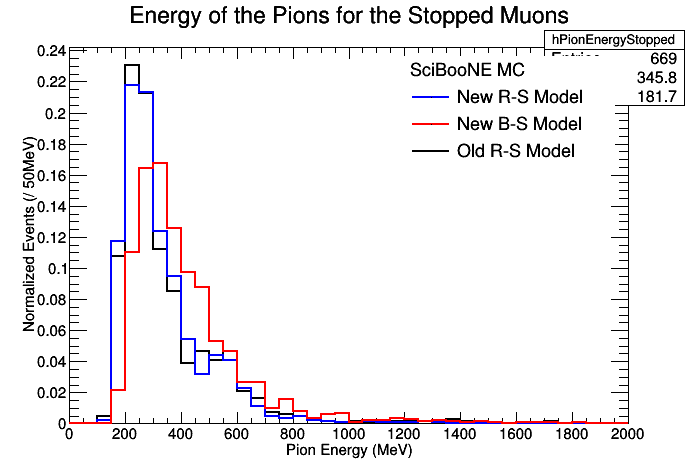 Energy of the Pions for the Stopped Muons
hPionEnergyStopped
Entries 669
345.8
181.7
SciBooNE MC
New R-S Model
New B-S Model
Old R-S Model
Normalized Events (/ 50MeV)
0.24
0.22
0.2
0.18
0.16
0.14
0.12
0.1
0.08
0.06
0.04
0.02
0
0 200 400 600 800 1000 1200 1400 1600 1800 2000
Pion Energy (MeV)